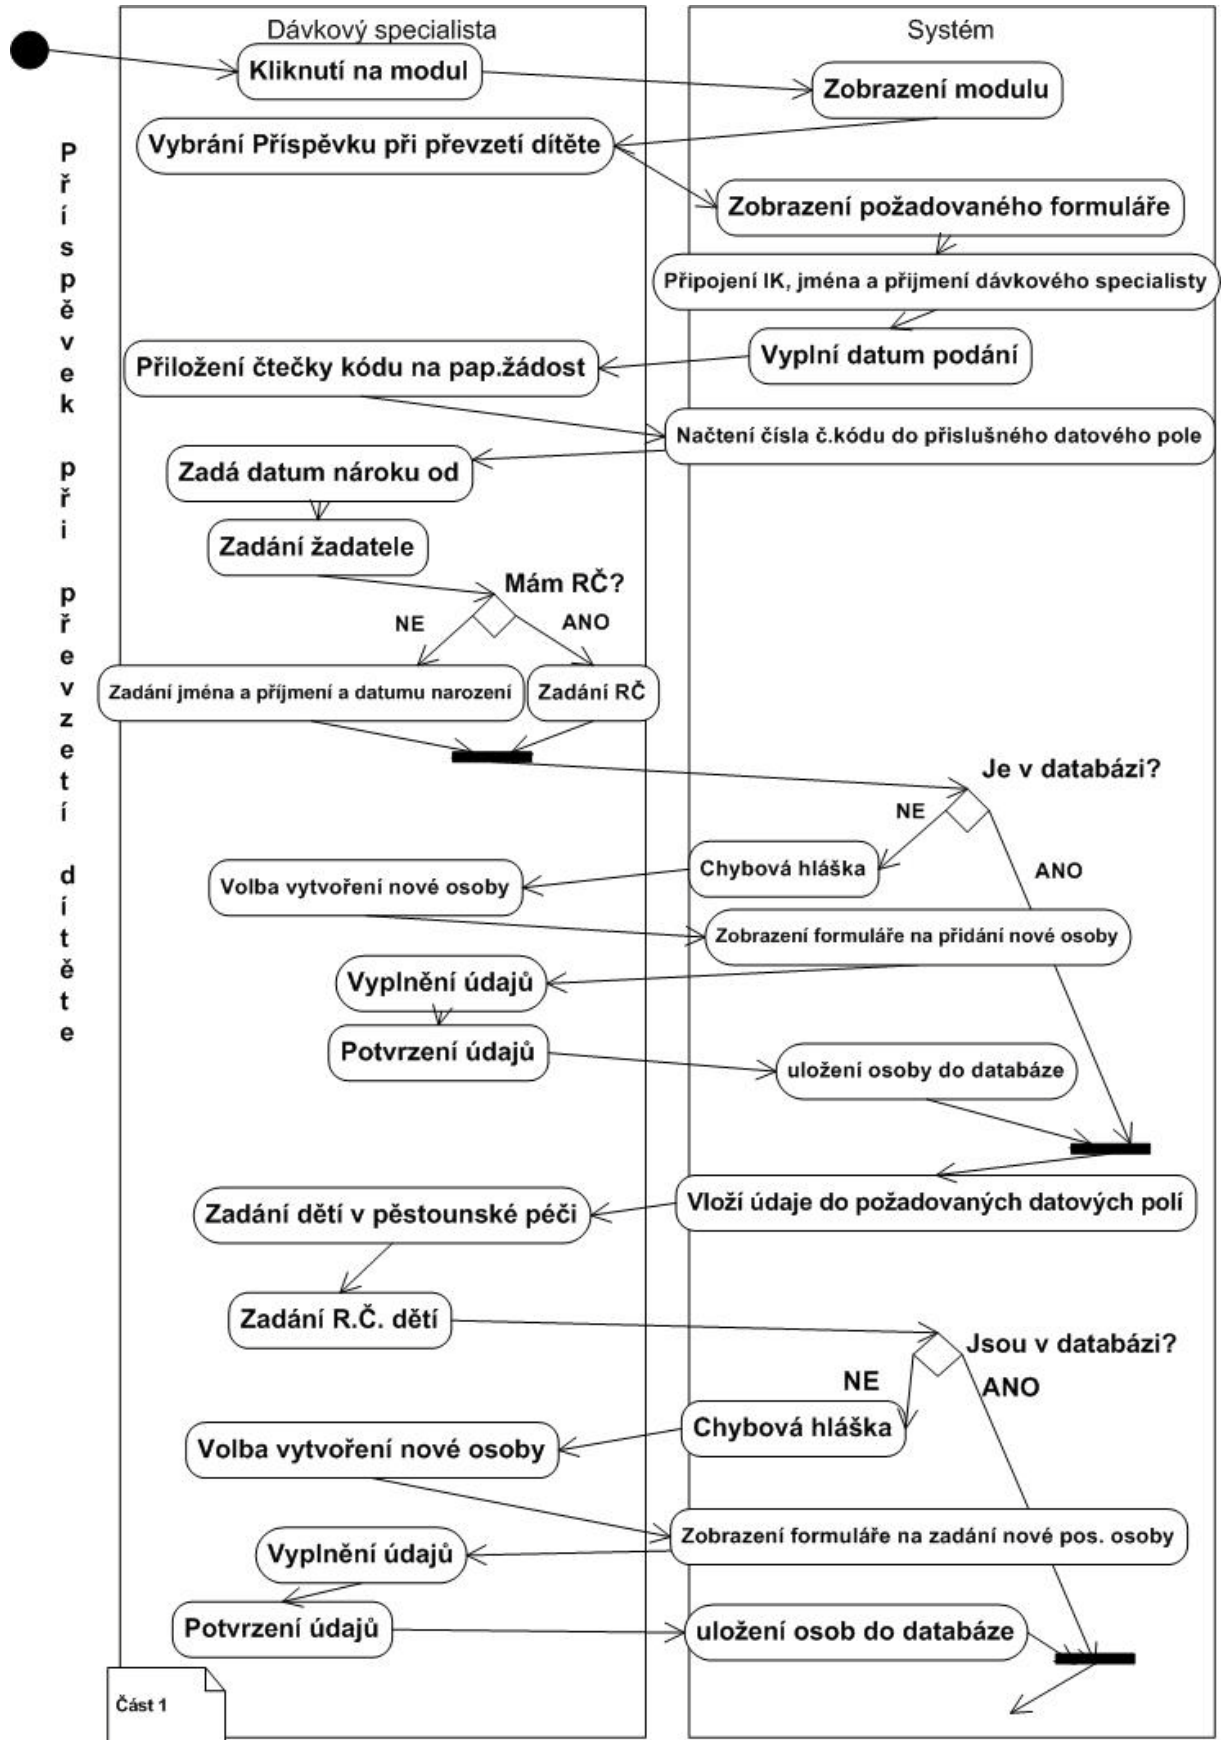 Dávkový specialista
Systém
Kliknutí na modul
Zobrazení modulu
Vybrání Příspěvku při převzetí dítěte
Zobrazení požadovaného formuláře
Připojení IK, jména a přijmení dávkového specialisty
Vyplní datum podání
Přiložení čtečky kódu na pap.žádost
Načtení čísla č.kódu do přislušného datového pole
Zadá datum nároku od
Zadání žadatele
Mám RČ?
NE
ANO
Zadání jména a příjmení a datumu narození
Zadání RČ
Je v databázi?
NE
ANO
Chybová hláška
Volba vytvoření nové osoby
Zobrazení formuláře na přidání nové osoby
Vyplnění údajů
Potvrzení údajů
uložení osoby do databáze
Vloží údaje do požadovaných datových polí
Zadání dětí v pěstounské péči
Zadání R.Č. dětí
Jsou v databázi?
NE
ANO
Chybová hláška
Volba vytvoření nové osoby
Zobrazení formuláře na zadání nové pos. osoby
Vyplnění údajů
Potvrzení údajů
uložení osob do databáze
Část 1
Příspěvek při převzetí dítěte